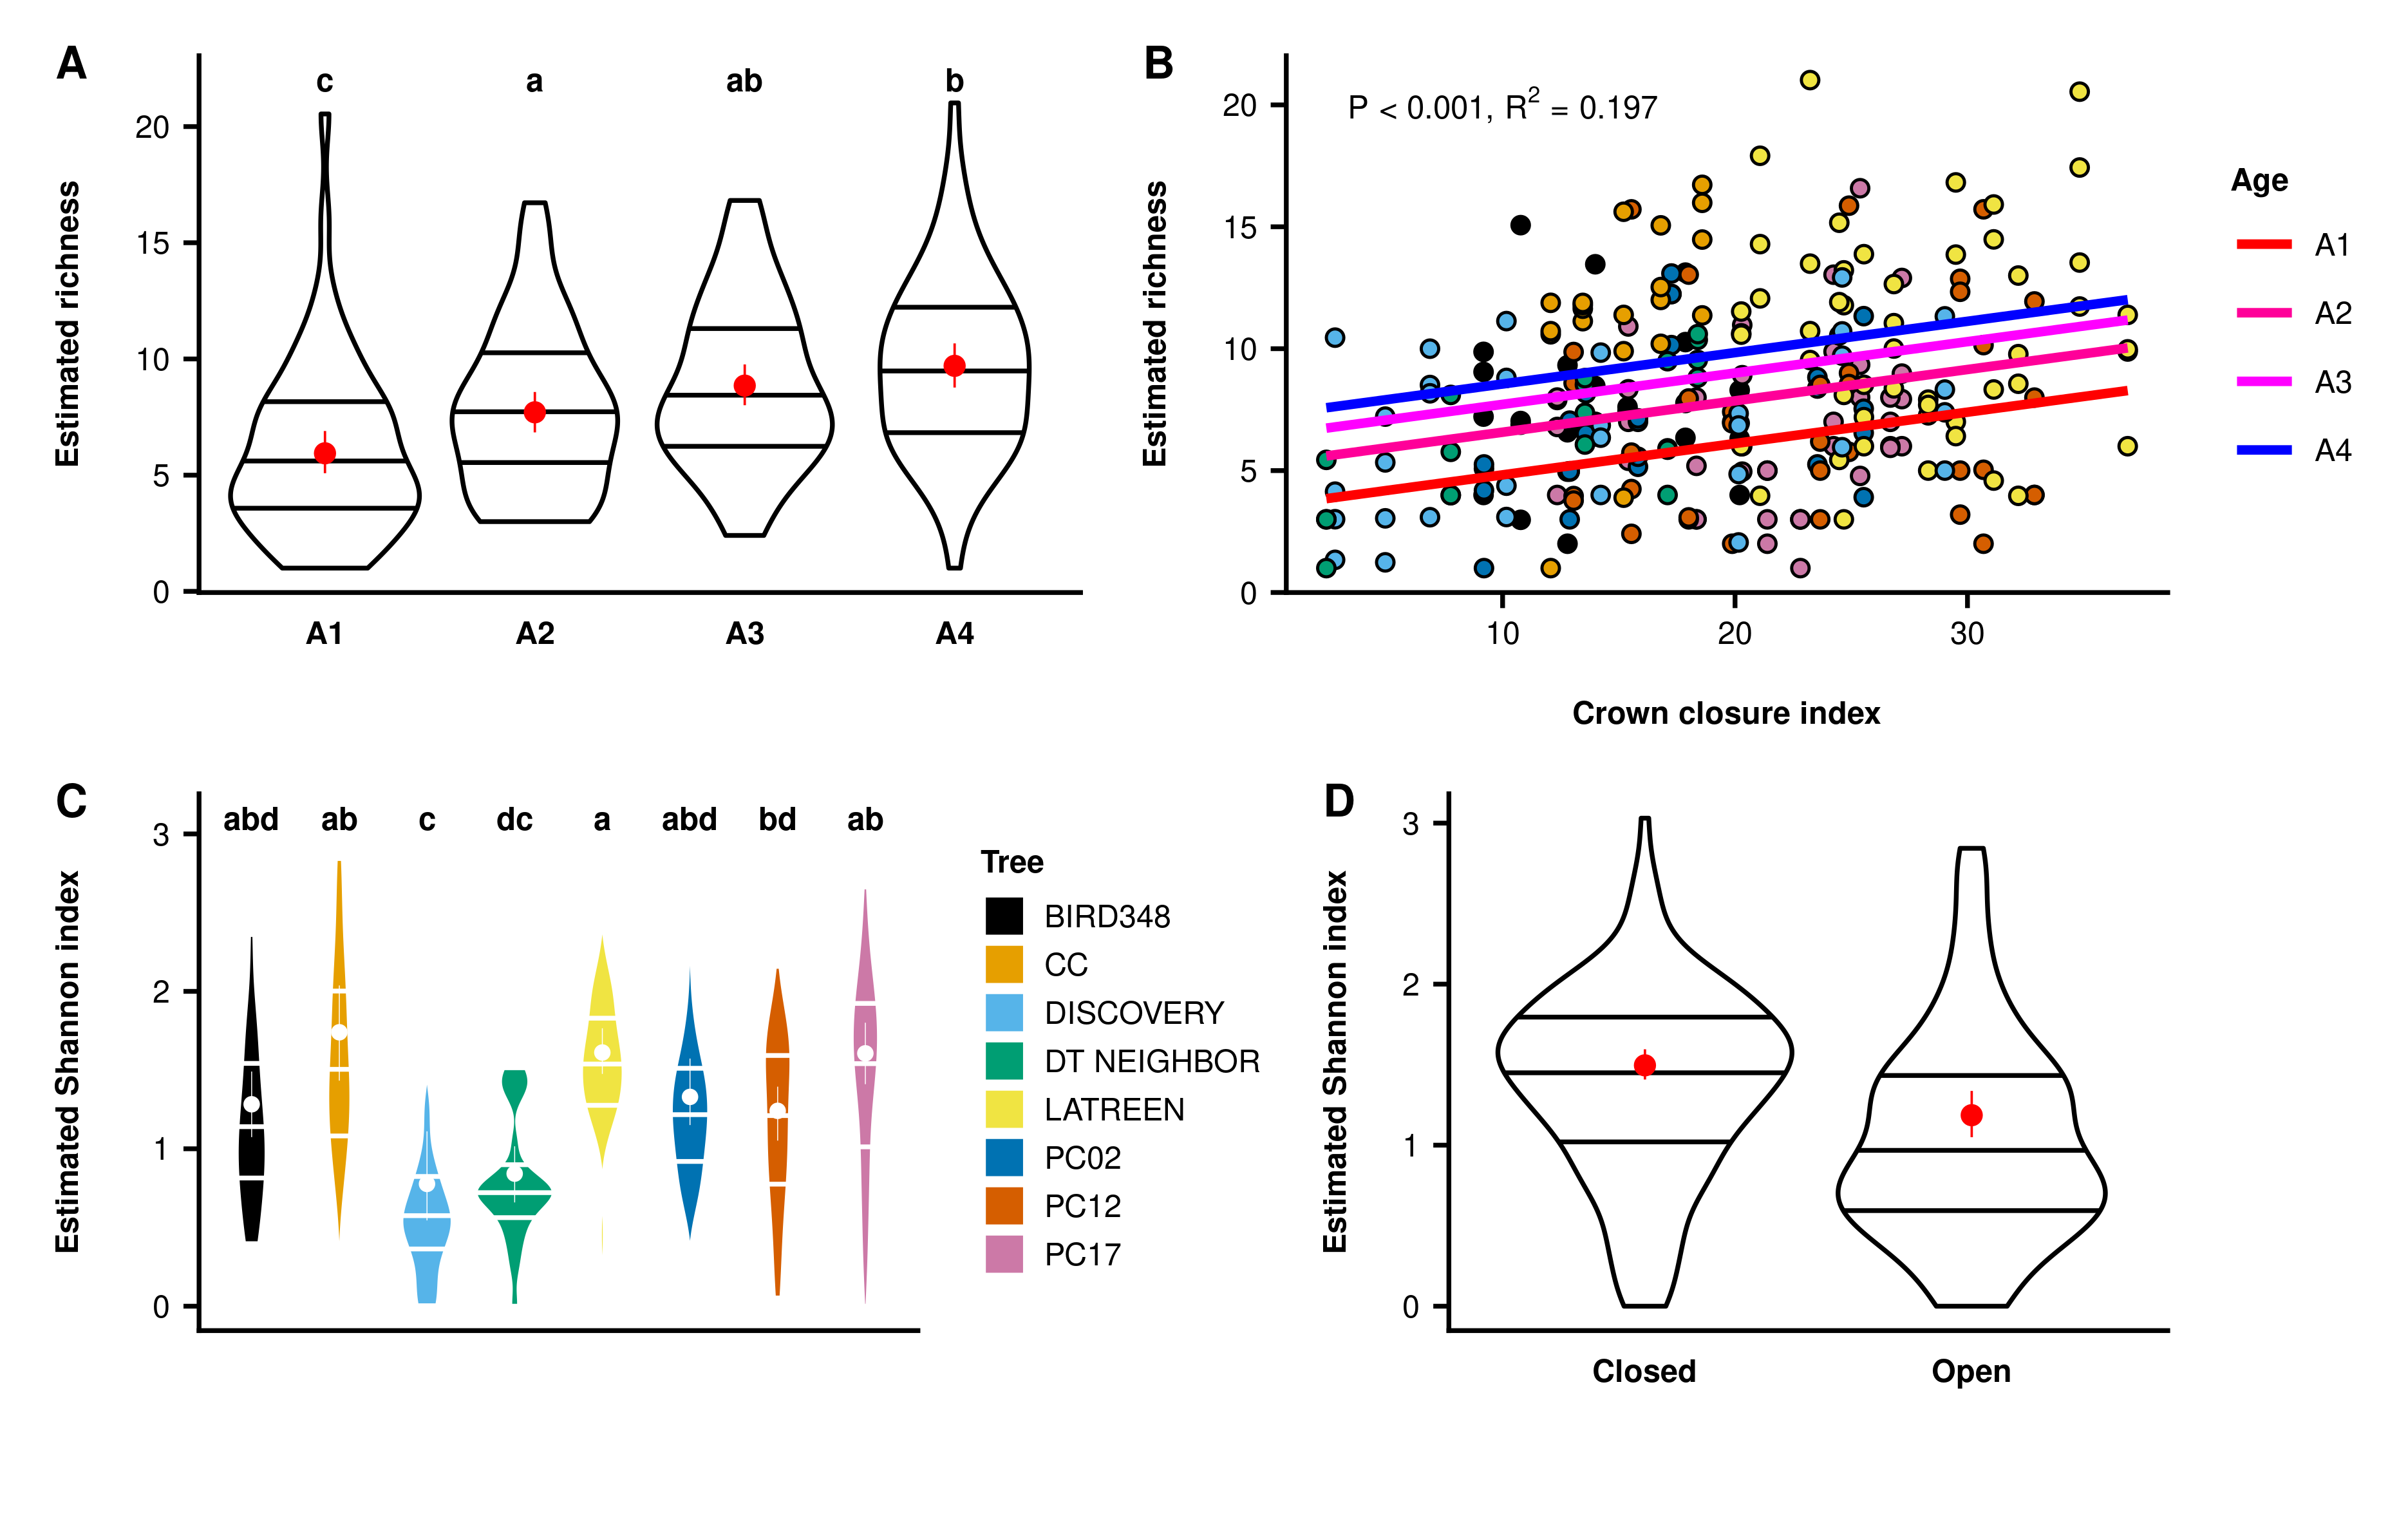 A
c a ab b
Estimated richness
20
15
10
5
0
A1 A2 A3 A4
B
P < 0.001, R² = 0.197
Estimated richness
20
15
10
5
0
10 20 30
Crown closure index
Age
A1
A2
A3
A4
C
abd ab c dc a abd bd ab
Estimated Shannon index
3
2
1
0
Tree
BIRD348
CC
DISCOVERY
DT NEIGHBOR
LATREEN
PC02
PC12
PC17
D
Estimated Shannon index
3
2
1
0
Closed Open